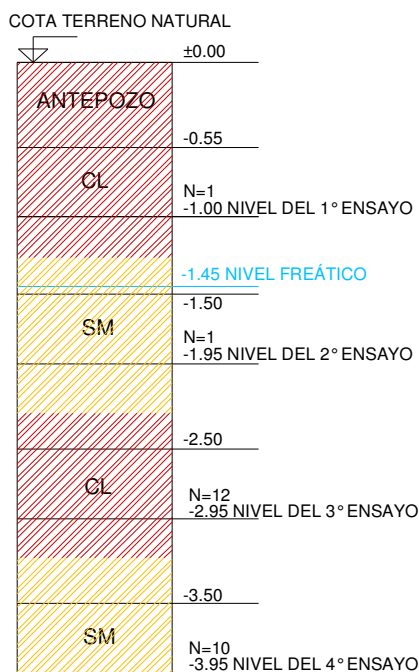 COTA TERRENO NATURAL
±0.00
ANTEPOZO
-0.55
CL
N=1
-1.00 NIVEL DEL 1° ENSAYO
-1.45 NIVEL FREÁTICO
-1.50
SM
N=1
-1.95 NIVEL DEL 2° ENSAYO
-2.50
CL
N=12
-2.95 NIVEL DEL 3° ENSAYO
-3.50
SM
N=10
-3.95 NIVEL DEL 4° ENSAYO